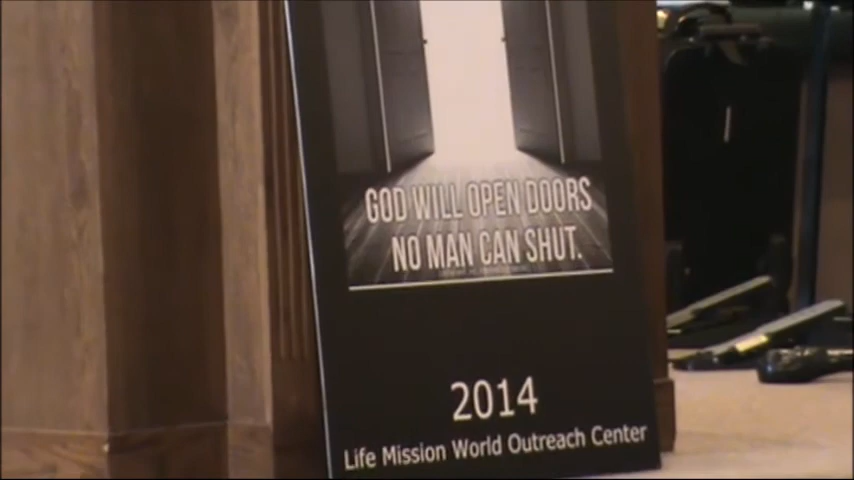 GOD WILL OPEN DOORS
NO MAN CAN SHUT.
2014
Life Mission World Outreach Center